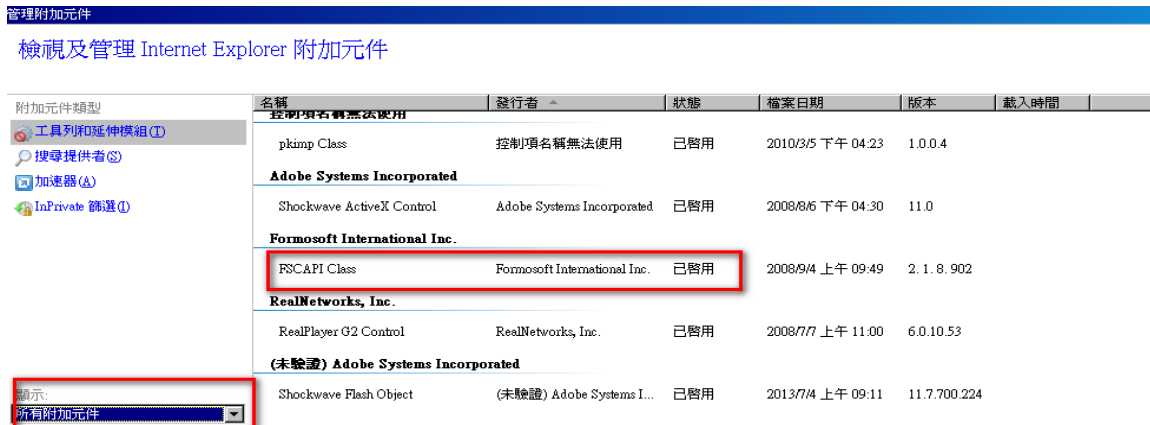 管理附加元件
檢視及管理 Internet Explorer 附加元件
附加元件類型
工具列和延伸模組(T)
搜尋提供者(S)
加速器(A)
InPrivate 篩選(I)
顯示:
所有附加元件
名稱 發行者 狀態 檔案日期 版本 載入時間
控制項名稱無法使用
pkimp Class 控制項名稱無法使用 已啓用 2010/3/5 下午 04:23 1.0.0.4
Adobe Systems Incorporated
Shockwave ActiveX Control Adobe Systems Incorporated 已啓用 2008/8/6 下午 04:30 11.0
Formosoft International Inc.
FSCAPI Class Formosoft International Inc. 已啓用 2008/9/4 上午 09:49 2. 1. 8. 902
RealNetworks, Inc.
RealPlayer G2 Control RealNetworks, Inc. 已啓用 2008/7/7 上午 11:00 6.0.10.53
(未驗證) Adobe Systems Incorporated
Shockwave Flash Object (未驗證) Adobe Systems I... 已啓用 2013/7/4 上午 09:11 11.7.700.224